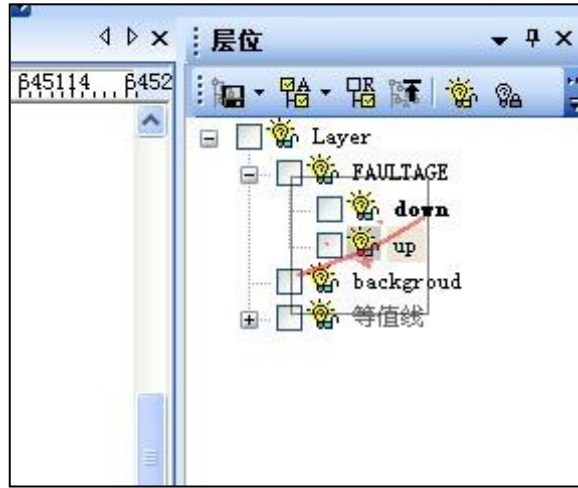 层位
645114 6452
Layer
FAULTAGE
down
up
backgroud
等值线